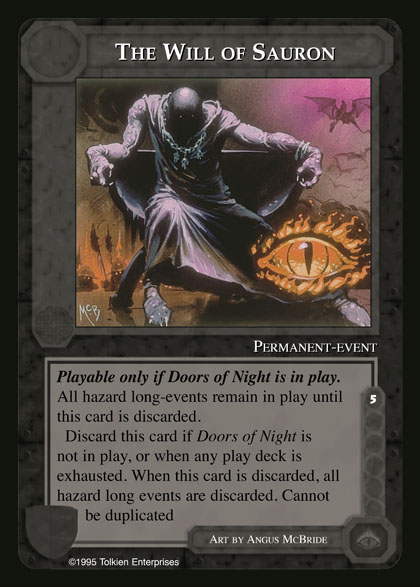 The Will of Sauron
McB
Permanent-event
Playable only if Doors of Night is in play.
All hazard long-events remain in play until
this card is discarded.
Discard this card if Doors of Night is
not in play, or when any play deck is
exhausted. When this card is discarded, all
hazard long events are discarded. Cannot
be duplicated
5
Art by Angus McBride
©1995 Tolkien Enterprises